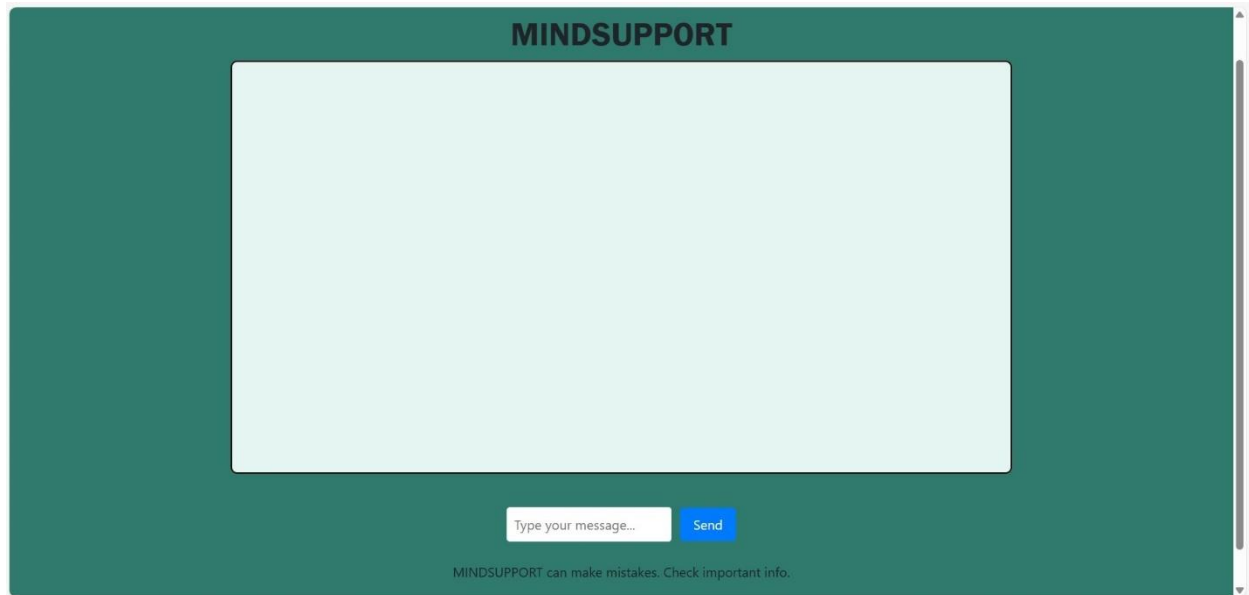 MINDSUPPORT
Type your message...
Send
MINDSUPPORT can make mistakes. Check important info.